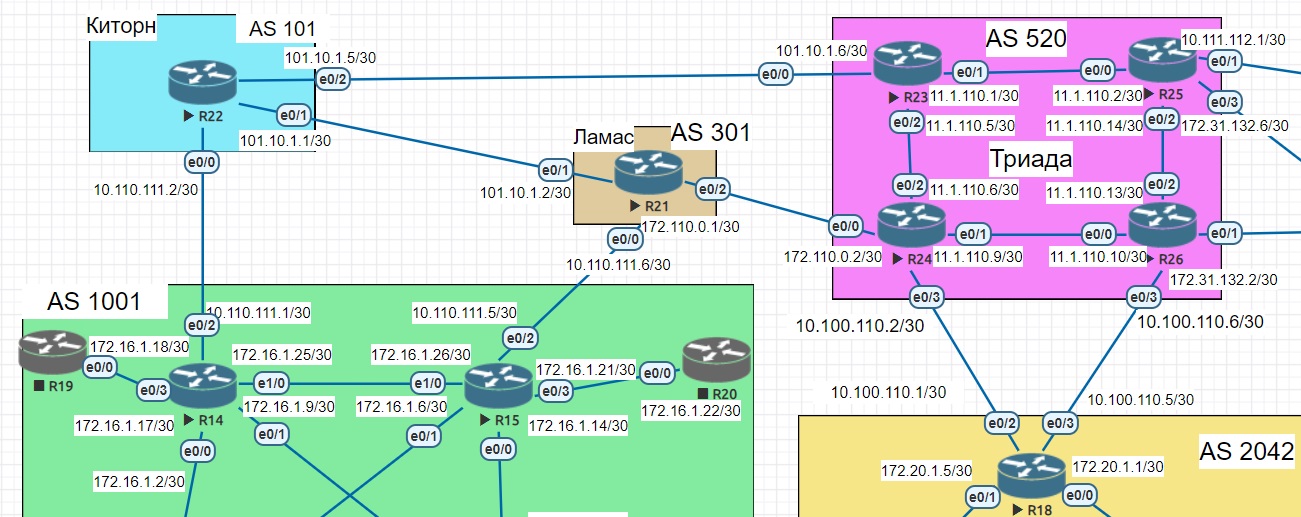 Киторн
AS 101
101.10.1.5/30
e0/2
R22
e0/1
101.10.1.1/30
e0/0
10.110.111.2/30
Ламас
AS 301
e0/1
101.10.1.2/30
R21
e0/2
172.110.0.1/30
e0/0
10.110.111.6/30
AS 520
101.10.1.6/30
e0/0
R23
e0/1
11.1.110.1/30
e0/2
11.1.110.5/30
10.111.112.1/30
e0/0
e0/1
11.1.110.2/30
R25
e0/3
11.1.110.14/30
e0/2
172.31.132.6/30
Триада
e0/2
11.1.110.6/30
11.1.110.13/30
e0/2
e0/0
172.110.0.2/30
R24
e0/1
11.1.110.9/30
e0/0
11.1.110.10/30
R26
e0/1
172.31.132.2/30
e0/3
e0/3
10.100.110.2/30
10.100.110.6/30
AS 1001
10.110.111.1/30
e0/2
10.110.111.5/30
e0/2
172.16.1.18/30
e0/0
R19
e0/3
172.16.1.17/30
R14
172.16.1.25/30
e1/0
172.16.1.9/30
e0/1
e0/0
172.16.1.2/30
172.16.1.26/30
e1/0
172.16.1.6/30
e0/1
R15
172.16.1.21/30
e0/3
e0/0
172.16.1.14/30
e0/0
R20
172.16.1.22/30
10.100.110.1/30
10.100.110.5/30
e0/2
e0/3
AS 2042
172.20.1.5/30
172.20.1.1/30
e0/1
e0/0
R18